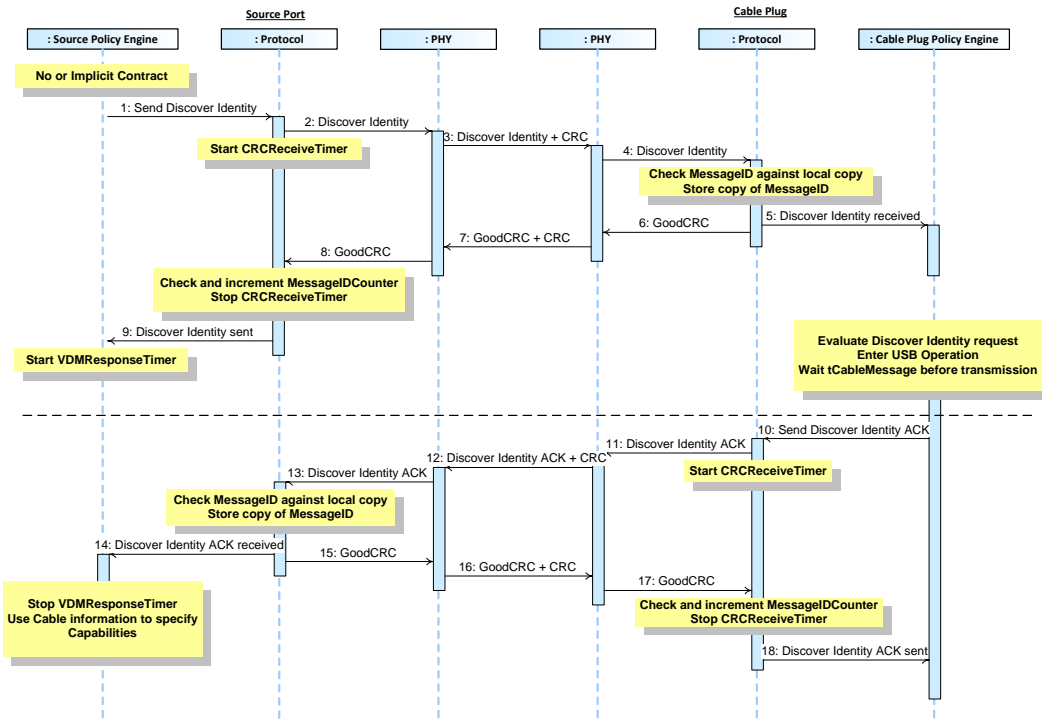 Source Port
Cable Plug
: Source Policy Engine
: Protocol
: PHY
: PHY
: Protocol
: Cable Plug Policy Engine
No or Implicit Contract
1: Send Discover Identity
2: Discover Identity
3: Discover Identity + CRC
Start CRCReceiveTimer
4: Discover Identity
Check MessageID against local copy
Store copy of MessageID
5: Discover Identity received
6: GoodCRC
7: GoodCRC + CRC
8: GoodCRC
Check and increment MessageIDCounter
Stop CRCReceiveTimer
9: Discover Identity sent
Start VDMResponseTimer
Evaluate Discover Identity request
Enter USB Operation
Wait tCableMessage before transmission
10: Send Discover Identity ACK
11: Discover Identity ACK
12: Discover Identity ACK + CRC
Start CRCReceiveTimer
13: Discover Identity ACK
Check MessageID against local copy
Store copy of MessageID
14: Discover Identity ACK received
15: GoodCRC
16: GoodCRC + CRC
17: GoodCRC
Stop VDMResponseTimer
Use Cable information to specify
Capabilities
Check and increment MessageIDCounter
Stop CRCReceiveTimer
18: Discover Identity ACK sent